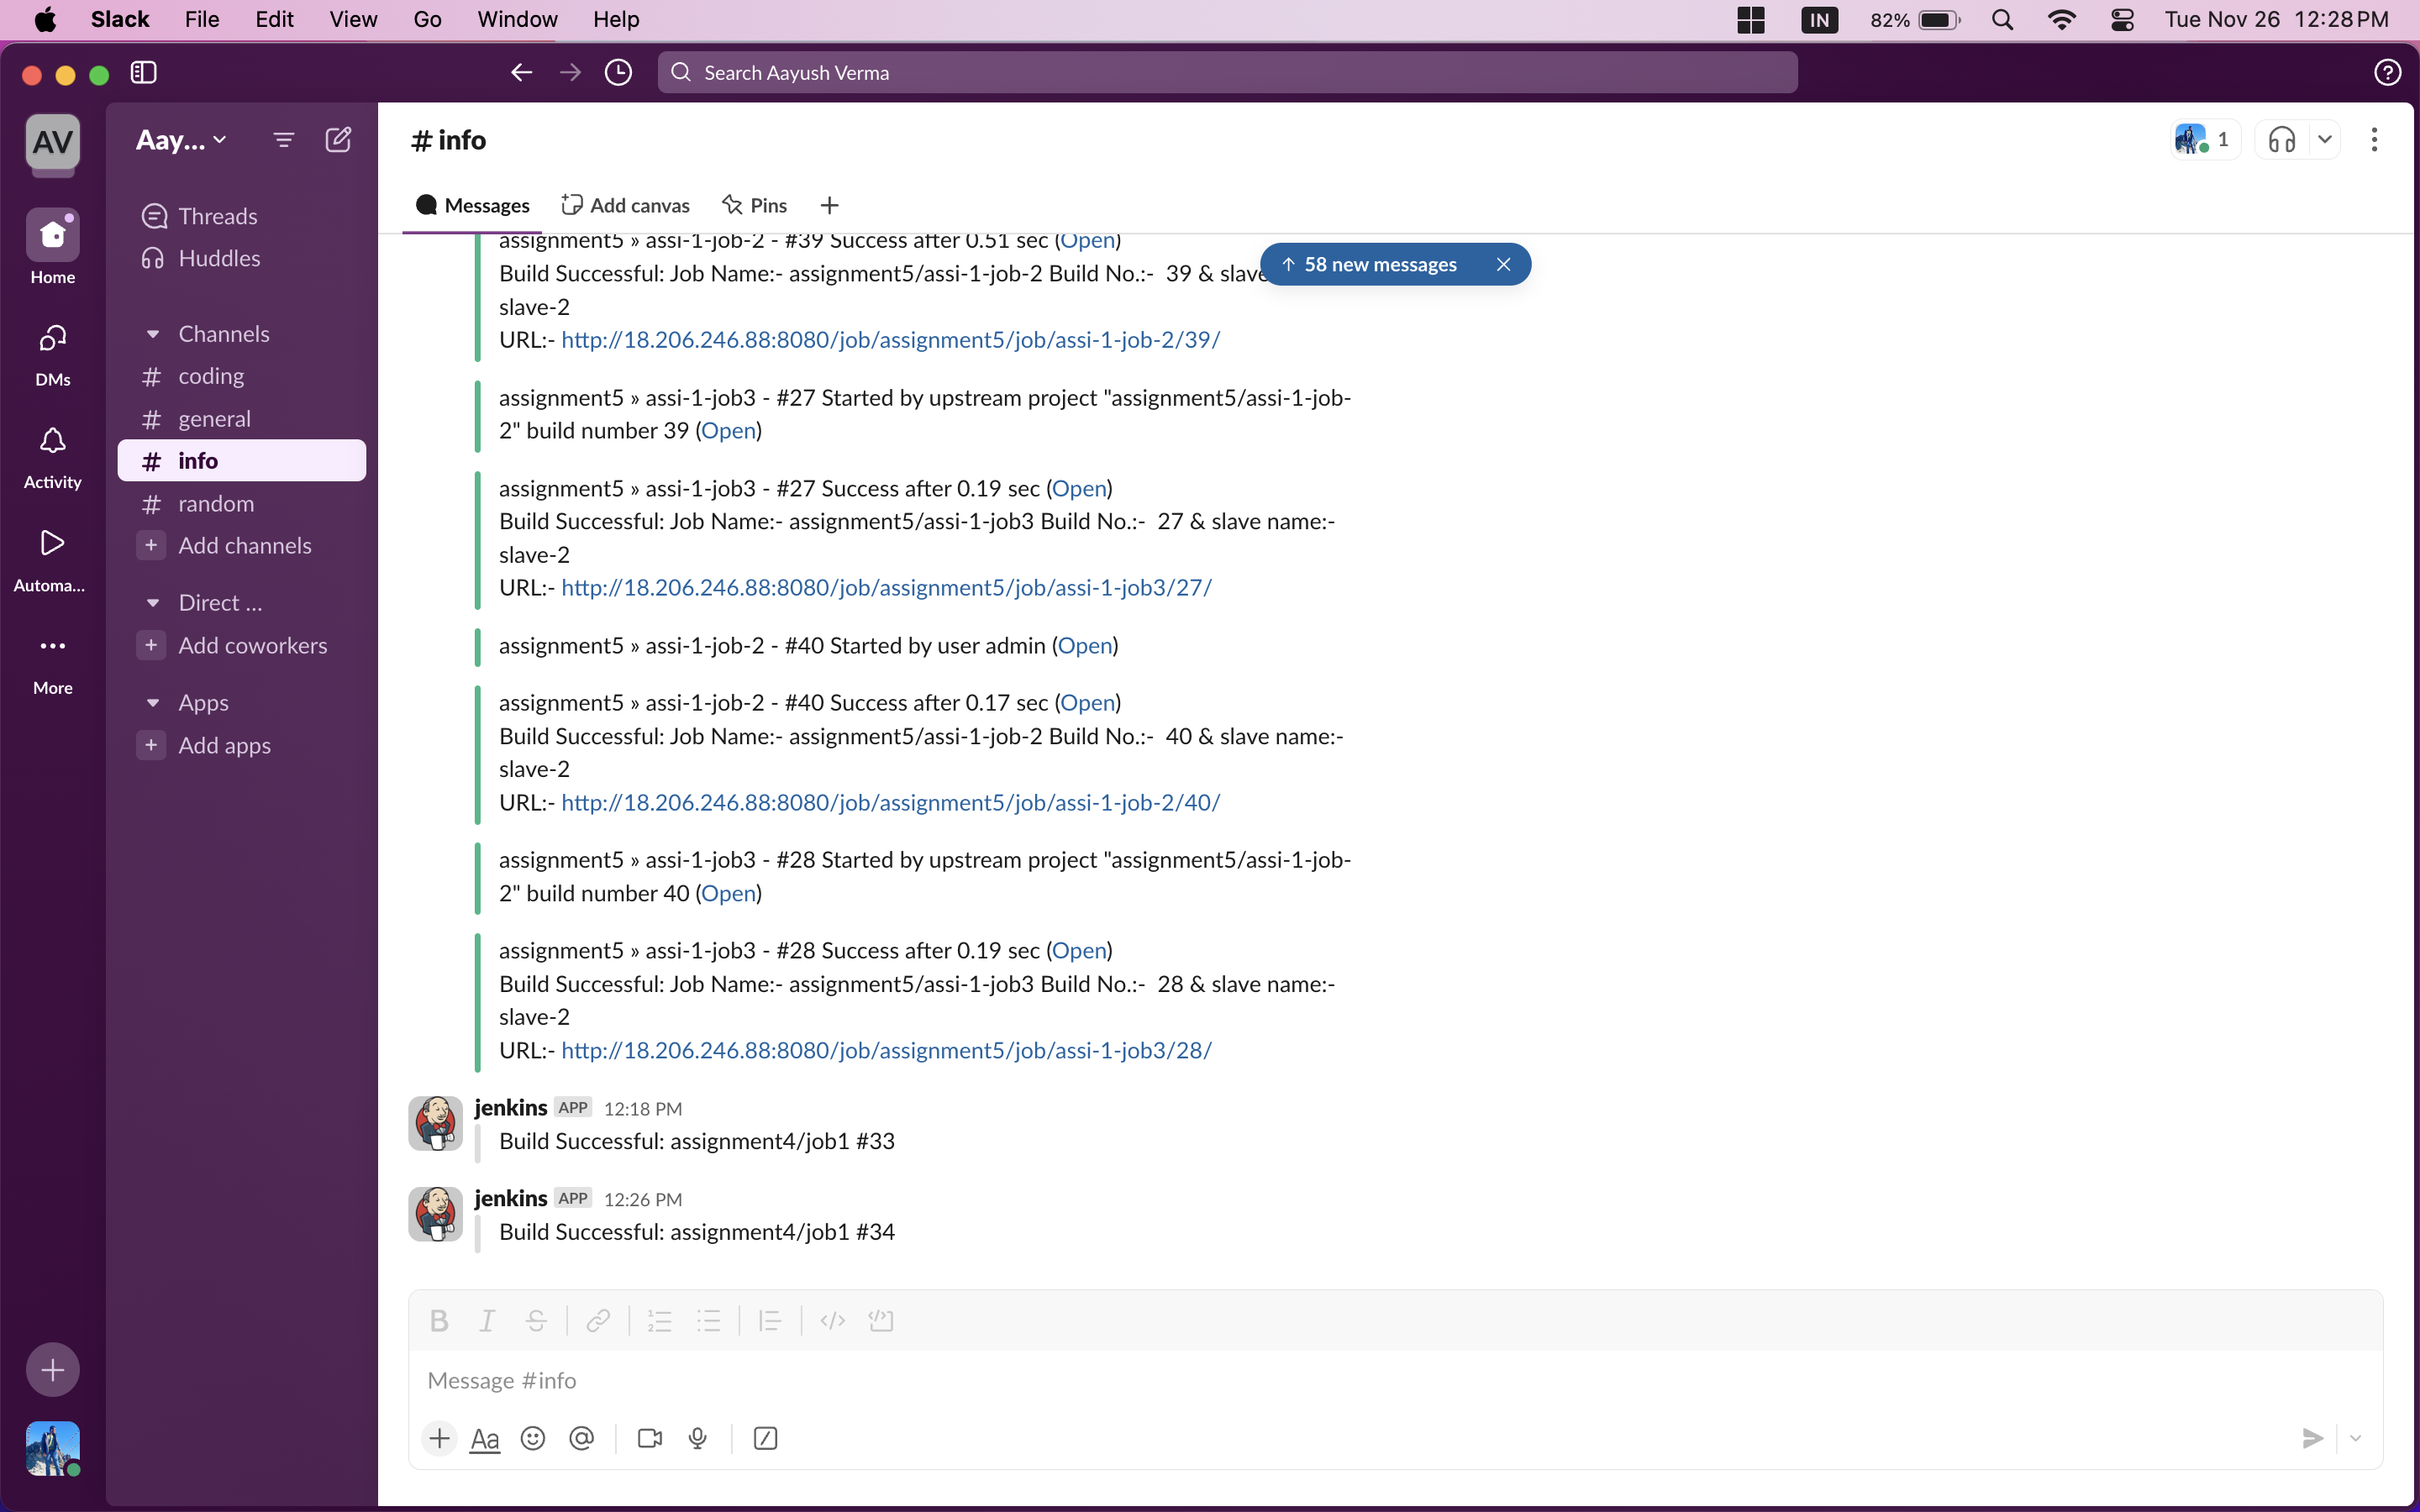 Slack File Edit View Go Window Help IN 82% Tue Nov 26 12:28 PM
Search Aayush Verma
AV
Home
DMs
Activity
Automa...
More
Aay...
Threads
Huddles
Channels
# coding
# general
# info
# random
+ Add channels
Direct ...
+ Add coworkers
Apps
+ Add apps
# info
1
Messages Add canvas Pins +
58 new messages
assignment5 » assi-1-job-2 - #39 Success after 0.51 sec (Open)
Build Successful: Job Name:- assignment5/assi-1-job-2 Build No.:- 39 & slave
slave-2
URL:- http://18.206.246.88:8080/job/assignment5/job/assi-1-job-2/39/
assignment5 » assi-1-job3 - #27 Started by upstream project "assignment5/assi-1-job-
2" build number 39 (Open)
assignment5 » assi-1-job3 - #27 Success after 0.19 sec (Open)
Build Successful: Job Name:- assignment5/assi-1-job3 Build No.:- 27 & slave name:-
slave-2
URL:- http://18.206.246.88:8080/job/assignment5/job/assi-1-job3/27/
assignment5 » assi-1-job-2 - #40 Started by user admin (Open)
assignment5 » assi-1-job-2 - #40 Success after 0.17 sec (Open)
Build Successful: Job Name:- assignment5/assi-1-job-2 Build No.:- 40 & slave name:-
slave-2
URL:- http://18.206.246.88:8080/job/assignment5/job/assi-1-job-2/40/
assignment5 » assi-1-job3 - #28 Started by upstream project "assignment5/assi-1-job-
2" build number 40 (Open)
assignment5 » assi-1-job3 - #28 Success after 0.19 sec (Open)
Build Successful: Job Name:- assignment5/assi-1-job3 Build No.:- 28 & slave name:-
slave-2
URL:- http://18.206.246.88:8080/job/assignment5/job/assi-1-job3/28/
jenkins APP 12:18 PM
Build Successful: assignment4/job1 #33
jenkins APP 12:26 PM
Build Successful: assignment4/job1 #34
Message #info
Aa